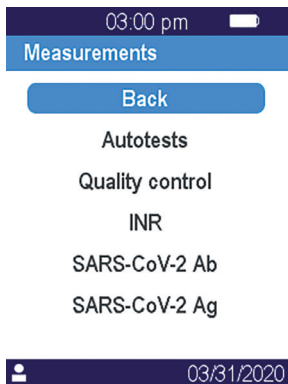 03:00 pm
Measurements
Back
Autotests
Quality control
INR
SARS-CoV-2 Ab
SARS-CoV-2 Ag
03/31/2020